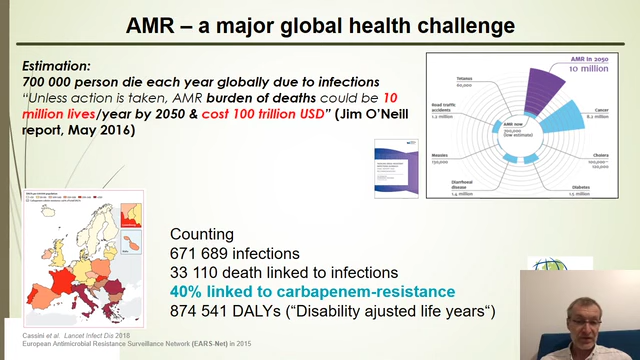 AMR – a major global health challenge
Estimation:
700 000 person die each year globally due to infections
“Unless action is taken, AMR burden of deaths could be 10
million lives/year by 2050 & cost 100 trillion USD” (Jim O’Neill
report, May 2016)
AMR in 2050
10 million
Tetanus
60,000
Road traffic
accidents
1.2 million
AMR now
700,000
(low estimate)
Cancer
8.2 million
Measles
130,000
Cholera
100,000–
120,000
Diarrhoeal
disease
1.4 million
Diabetes
1.5 million
Counting
671 689 infections
33 110 death linked to infections
40% linked to carbapenem-resistance
874 541 DALYs (“Disability ajusted life years“)
Cassini et al. Lancet Infect Dis 2018
European Antimicrobial Resistance Surveillance Network (EARS-Net) in 2015